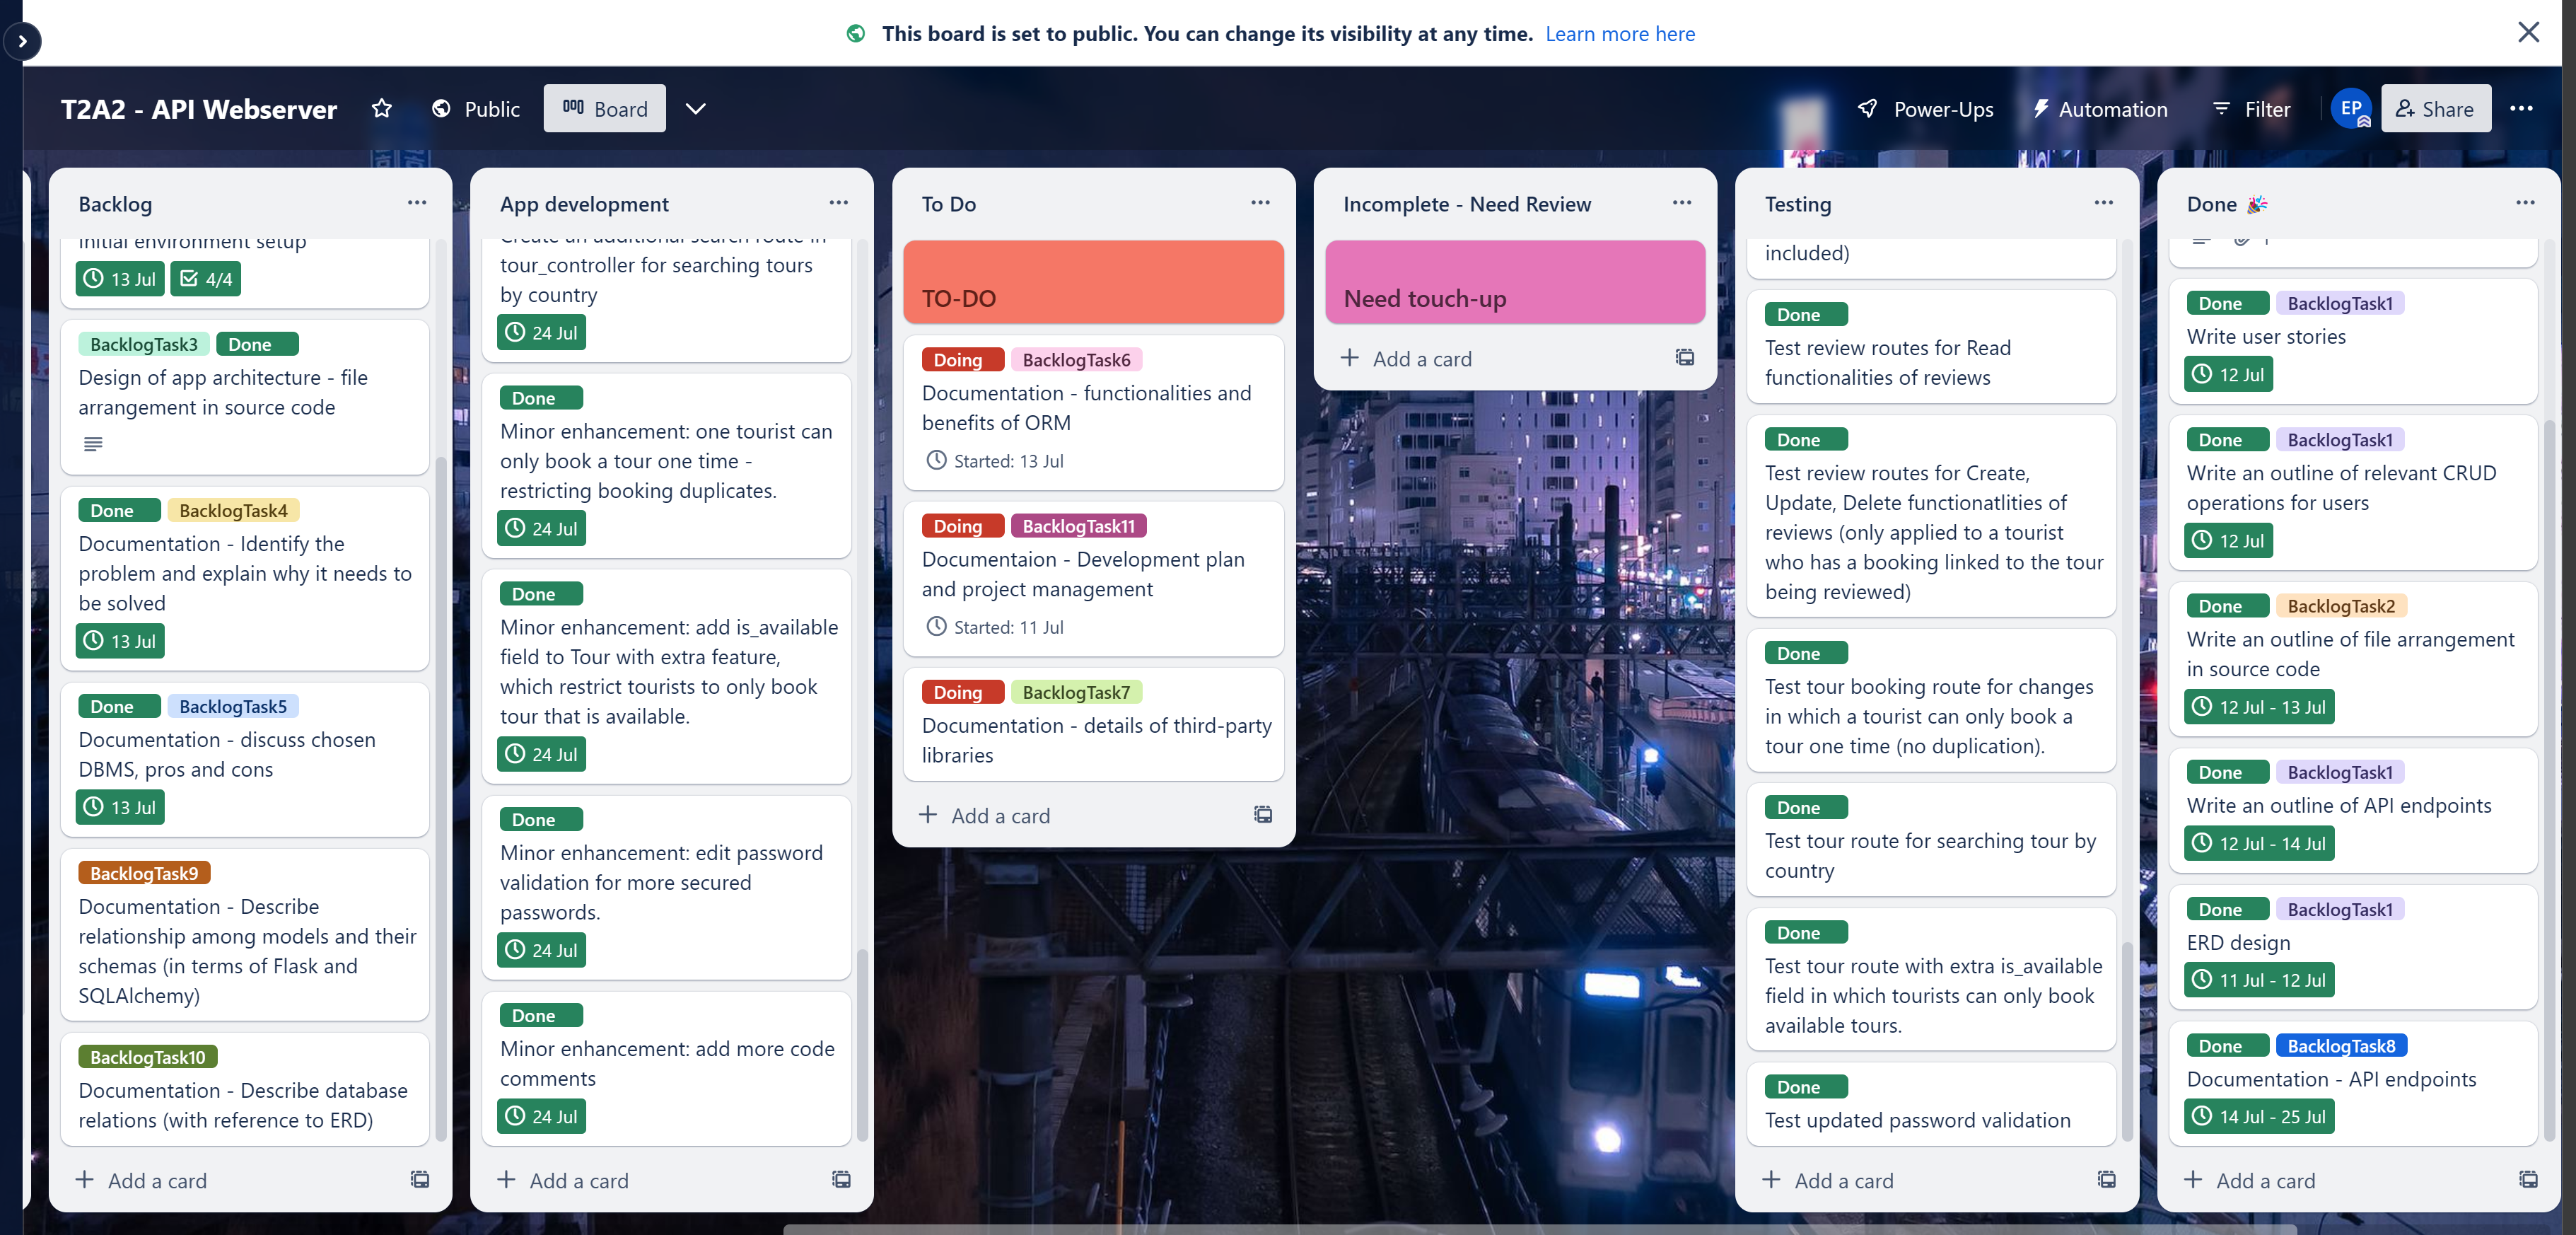 This board is set to public. You can change its visibility at any time. Learn more here
T2A2 - API Webserver
Public
Board
Power-Ups
Automation
Filter
EP
Share
Backlog
Initial environment setup
13 Jul
4/4
BacklogTask3 Done
Design of app architecture - file
arrangement in source code
Done BacklogTask4
Documentation - Identify the
problem and explain why it needs to
be solved
13 Jul
Done BacklogTask5
Documentation - discuss chosen
DBMS, pros and cons
13 Jul
BacklogTask9
Documentation - Describe
relationship among models and their
schemas (in terms of Flask and
SQLAlchemy)
BacklogTask10
Documentation - Describe database
relations (with reference to ERD)
Add a card
App development
Create an additional search route in
tour_controller for searching tours
by country
24 Jul
Done
Minor enhancement: one tourist can
only book a tour one time -
restricting booking duplicates.
24 Jul
Done
Minor enhancement: add is_available
field to Tour with extra feature,
which restrict tourists to only book
tour that is available.
24 Jul
Done
Minor enhancement: edit password
validation for more secured
passwords.
24 Jul
Done
Minor enhancement: add more code
comments
24 Jul
Add a card
To Do
TO-DO
Doing BacklogTask6
Documentation - functionalities and
benefits of ORM
Started: 13 Jul
Doing BacklogTask11
Documentaion - Development plan
and project management
Started: 11 Jul
Doing BacklogTask7
Documentation - details of third-party
libraries
Add a card
Incomplete - Need Review
Need touch-up
Add a card
Testing
included)
Done
Test review routes for Read
functionalities of reviews
Done
Test review routes for Create,
Update, Delete functionatlities of
reviews (only applied to a tourist
who has a booking linked to the tour
being reviewed)
Done
Test tour booking route for changes
in which a tourist can only book a
tour one time (no duplication).
Done
Test tour route for searching tour by
country
Done
Test tour route with extra is_available
field in which tourists can only book
available tours.
Done
Test updated password validation
Add a card
Done
Done BacklogTask1
Write user stories
12 Jul
Done BacklogTask1
Write an outline of relevant CRUD
operations for users
12 Jul
Done BacklogTask2
Write an outline of file arrangement
in source code
12 Jul - 13 Jul
Done BacklogTask1
Write an outline of API endpoints
12 Jul - 14 Jul
Done BacklogTask1
ERD design
11 Jul - 12 Jul
Done BacklogTask8
Documentation - API endpoints
14 Jul - 25 Jul
Add a card